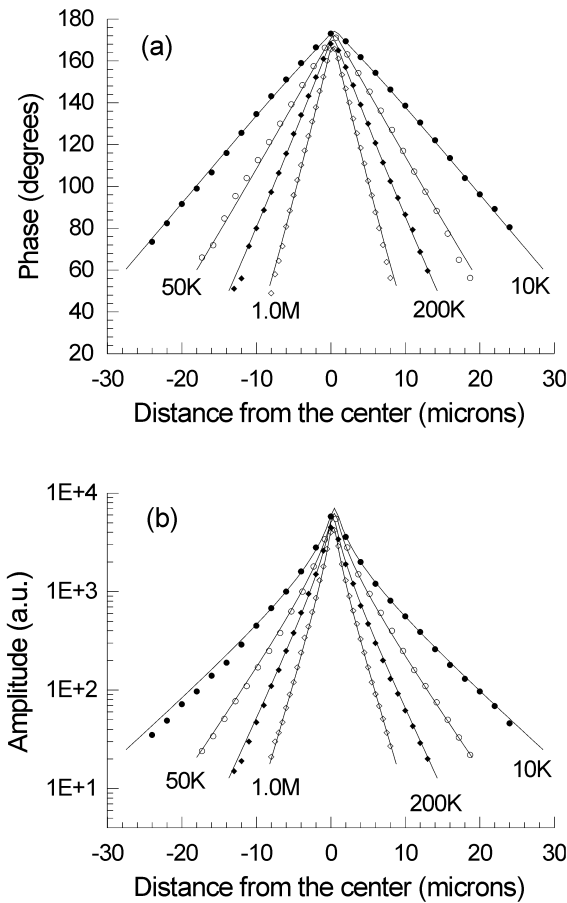 180
(a)
160
140
120
100
80
60
40
20
Phase (degrees)
50K
1.0M
200K
10K
-30 -20 -10 0 10 20 30
Distance from the center (microns)
1E+4
(b)
1E+3
1E+2
1E+1
Amplitude (a.u.)
50K
1.0M
200K
10K
-30 -20 -10 0 10 20 30
Distance from the center (microns)